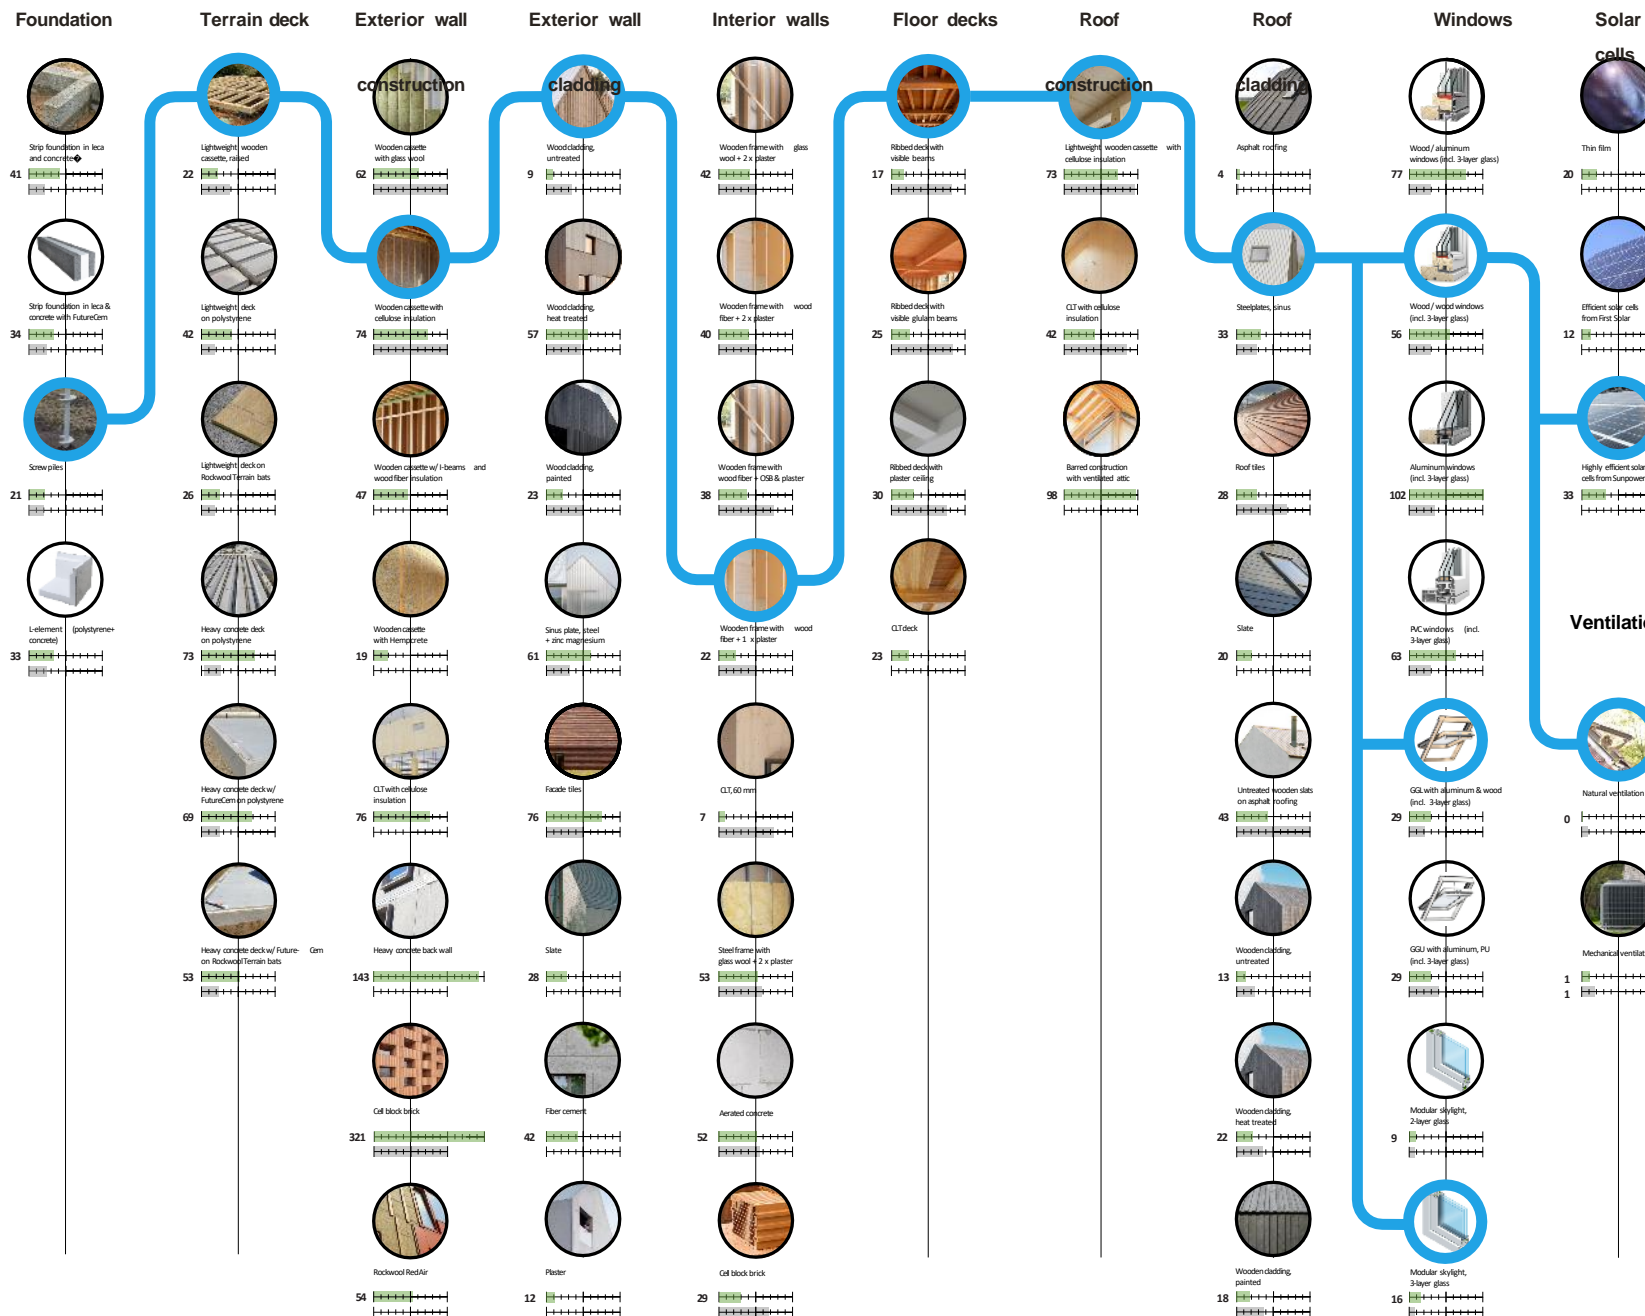 Foundation
Terrain deck
Exterior wall
construction
Exterior wall
cladding
Interior walls
Floor decks
Roof
construction
Roof
cladding
Windows
Solar
cells
Strip foundation in leca
and concrete�
41
Strip foundation in leca &
concrete with FutureCem
34
Screw piles
21
L-element (polystyrene+
concrete)
33
Lightweight wooden
cassette, raised
22
Lightweight deck
on polystyrene
42
Lightweight deck on
Rockwool Terrain bats
26
Heavy concrete deck
on polystyrene
73
Heavy concrete deck w/
FutureCem on polystyrene
69
Heavy concrete deck w/ Future- Cem
on Rockwool Terrain bats
53
Wooden cassette
with glass wool
62
Wooden cassette with
cellulose insulation
74
Wooden cassette w/ I-beams and
wood fiber insulation
47
Wooden cassette
with Hempcrete
19
CLT with cellulose
insulation
76
Heavy concrete back wall
143
Cell block brick
321
Rockwool RedAir
54
Wood cladding,
untreated
9
Wood cladding,
heat treated
57
Wood cladding,
painted
23
Sinus plate, steel
+ zinc magnesium
61
Facade tiles
76
Slate
28
Fiber cement
42
Plaster
12
Wooden frame with glass
wool + 2 x plaster
42
Wooden frame with wood
fiber + 2 x plaster
40
Wooden frame with
wood fiber + OSB & plaster
38
Wooden frame with wood
fiber + 1 x plaster
22
CLT, 60 mm
7
Steel frame with
glass wool + 2 x plaster
53
Aerated concrete
52
Cell block brick
29
Ribbed deck with
visible beams
17
Ribbed deck with
visible glulam beams
25
Ribbed deck with
plaster ceiling
30
CLT deck
23
Lightweight wooden cassette with
cellulose insulation
73
CLT with cellulose
insulation
42
Barred construction
with ventilated attic
98
Asphalt roofing
4
Steelplates, sinus
33
Roof tiles
28
Slate
20
Untreated wooden slats
on asphalt roofing
43
Wooden cladding,
untreated
13
Wooden cladding,
heat treated
22
Wooden cladding,
painted
18
Wood / aluminum
windows (incl. 3-layer glass)
77
Wood / wood windows
(incl. 3-layer glass)
56
Aluminum windows
(incl. 3-layer glass)
102
PVC windows (incl.
3-layer glass)
63
GGL with aluminum & wood
(incl. 3-layer glass)
29
GGU with aluminum, PU
(incl. 3-layer glass)
29
Modular skylight,
2-layer glass
9
Modular skylight,
3-layer glass
16
Thin film
20
Efficient solar cells
from First Solar
12
Highly efficient solar
cells from Sunpower
33
Ventilatio
Natural ventilation
0
Mechanical ventilat
1
1